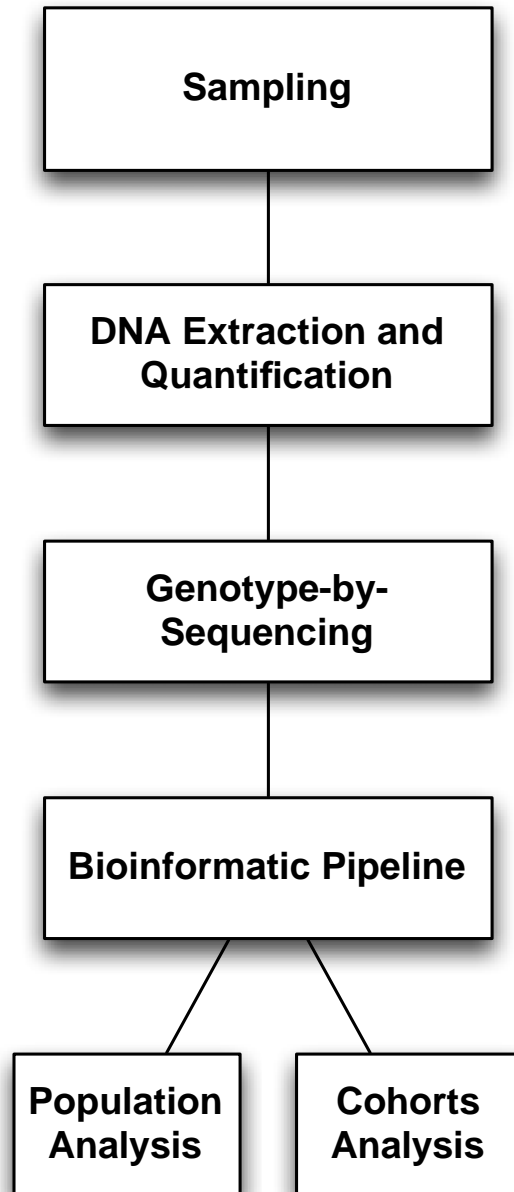 Sampling
DNA Extraction and
Quantification
Genotype-by-
Sequencing
Bioinformatic Pipeline
Population
Analysis
Cohorts
Analysis